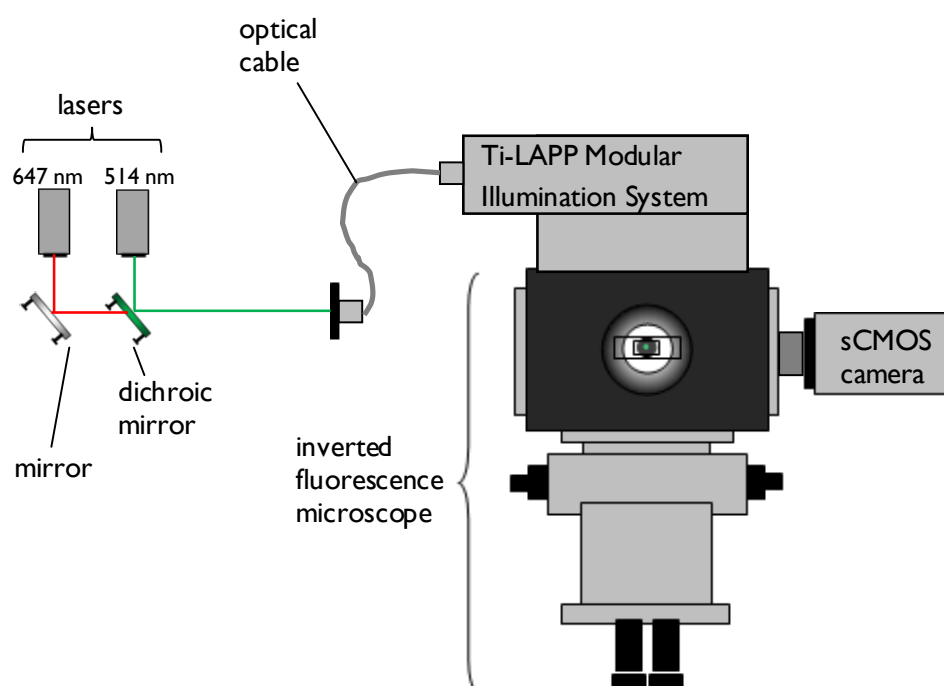 optical
cable
lasers
647 nm
514 nm
Ti-LAPP Modular
Illumination System
sCMOS
camera
dichroic
mirror
mirror
inverted
fluorescence
microscope